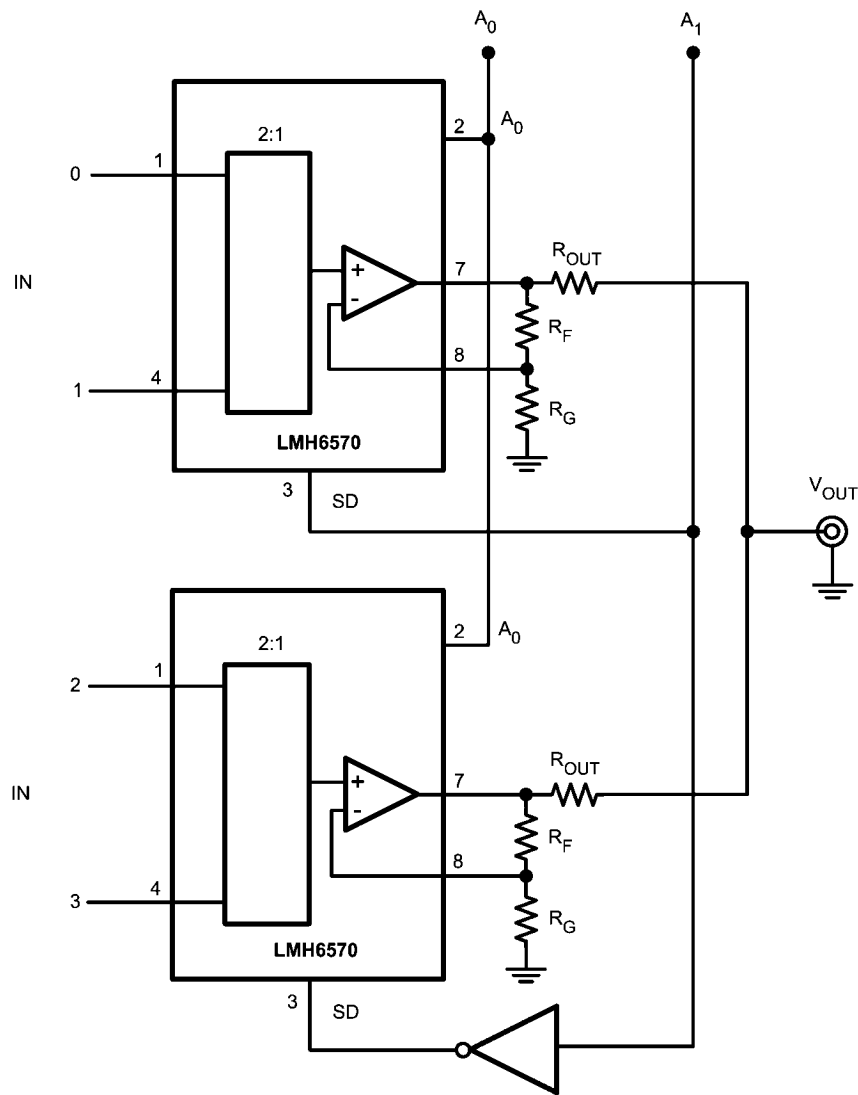 A0
A1
2 A0
2:1
1
0
ROUT
IN
7
+
-
RF
8
4
1
RG
LMH6570
3
SD
VOUT
2 A0
2:1
1
2
ROUT
7
+
IN
-
RF
8
4
3
RG
LMH6570
3
SD